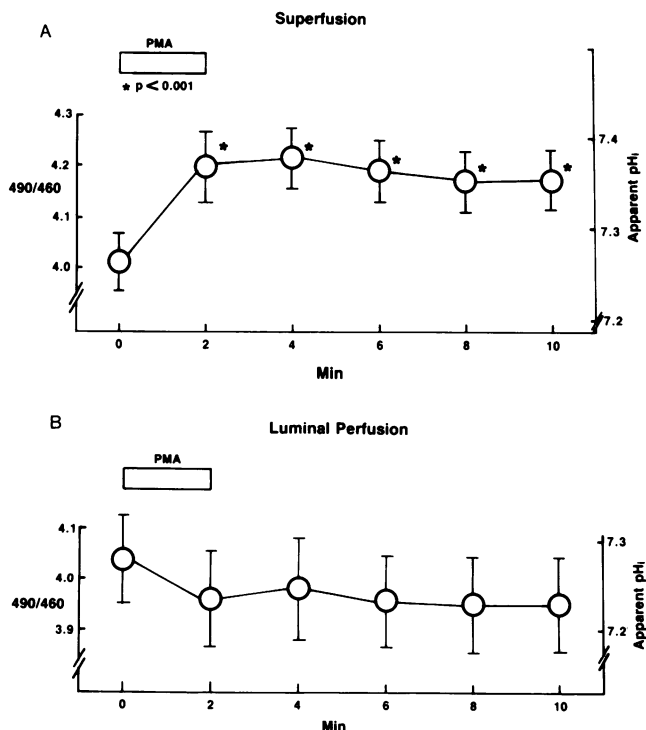 A
Superfusion
PMA
* p < 0.001
4.3
4.2
490/460
4.1
4.0
* * * * *
7.4
7.3
7.2
Apparent pHi
0 2 4 6 8 10
Min
B
Luminal Perfusion
PMA
4.1
4.0
490/460
3.9
7.3
7.2
Apparent pHi
0 2 4 6 8 10
Min